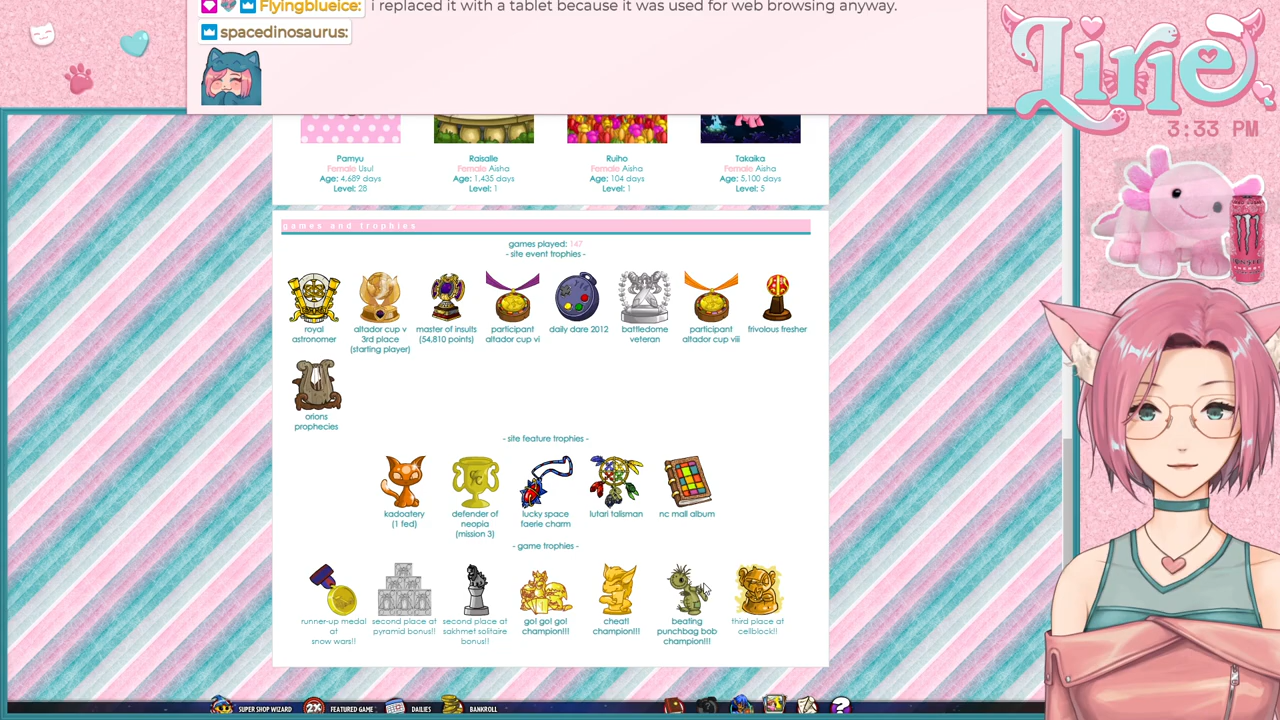 Flyingblueice: i replaced it with a tablet because it was used for web browsing anyway.
spacedinosaurus:
Lirie
3:33 PM
Pamyu
Female Usul
Age: 4,689 days
Level: 28
Raisalle
Female Aisha
Age: 1,435 days
Level: 1
Ruiho
Female Aisha
Age: 104 days
Level: 1
Takaika
Female Aisha
Age: 5,100 days
Level: 5
games and trophies
games played: 147
- site event trophies -
royal
astronomer
altador cup v
3rd place
(starting player)
master of insults
(54,810 points)
participant
altador cup vi
daily dare 2012
battledome
veteran
participant
altador cup viii
frivolous fresher
orions
prophecies
- site feature trophies -
kadoatery
(1 fed)
defender of
neopia
(mission 3)
lucky space
faerie charm
lutari talisman
nc mall album
- game trophies -
runner-up medal
at
snow wars!!
second place at
pyramid bonus!!
second place at
sakhmet solitaire
bonus!!
go! go! go!
champion!!!
cheat!
champion!!!
beating
punchbag bob
champion!!!
third place at
cellblock!!
SUPER SHOP WIZARD
2X
FEATURED GAME
DAILIES
BANKROLL
?